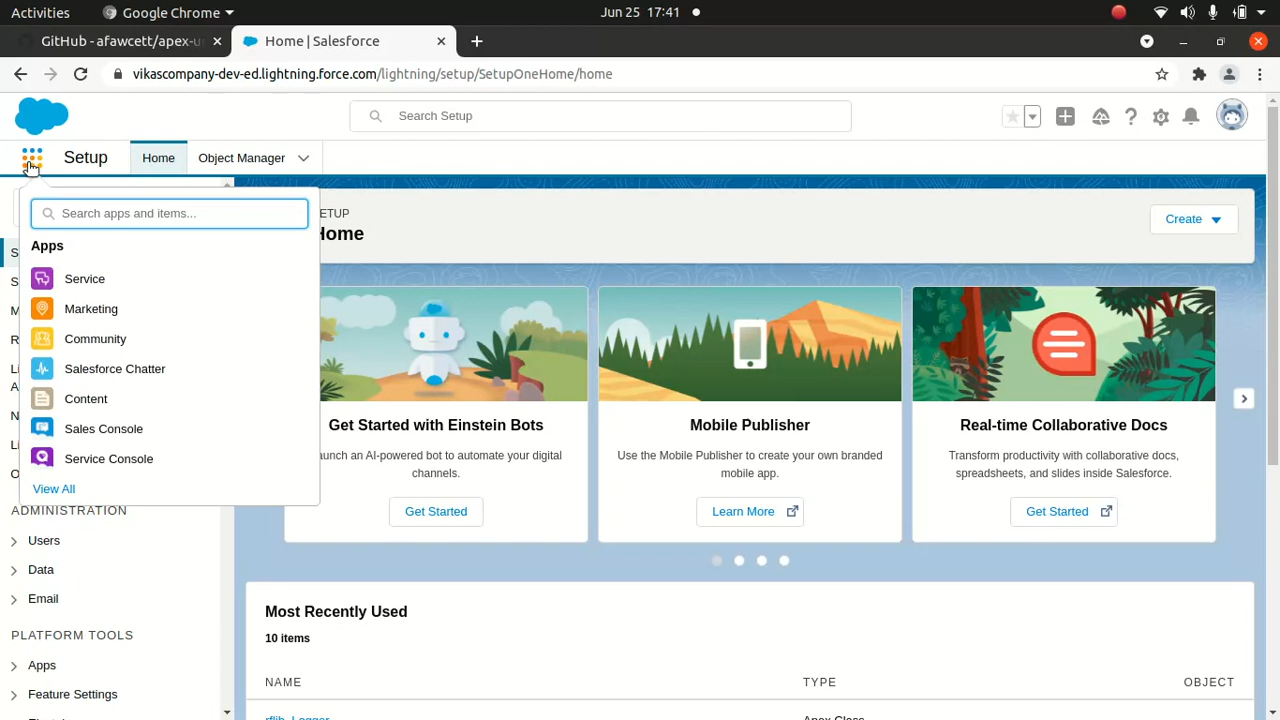 Activities
Google Chrome
Jun 25 17:41
GitHub - afawcett/apex-u
Home | Salesforce
vikascompany-dev-ed.lightning.force.com/lightning/setup/SetupOneHome/home
Search Setup
Setup
Home
Object Manager
Search apps and items...
Apps
Service
Marketing
Community
Salesforce Chatter
Content
Sales Console
Service Console
View All
ADMINISTRATION
Users
Data
Email
PLATFORM TOOLS
Apps
Feature Settings
ETUP
Home
Create
Get Started with Einstein Bots
aunch an AI-powered bot to automate your digital
channels.
Get Started
Mobile Publisher
Use the Mobile Publisher to create your own branded
mobile app.
Learn More
Real-time Collaborative Docs
Transform productivity with collaborative docs,
spreadsheets, and slides inside Salesforce.
Get Started
Most Recently Used
10 items
NAME
TYPE
OBJECT
rflib_Logger
Apex Class